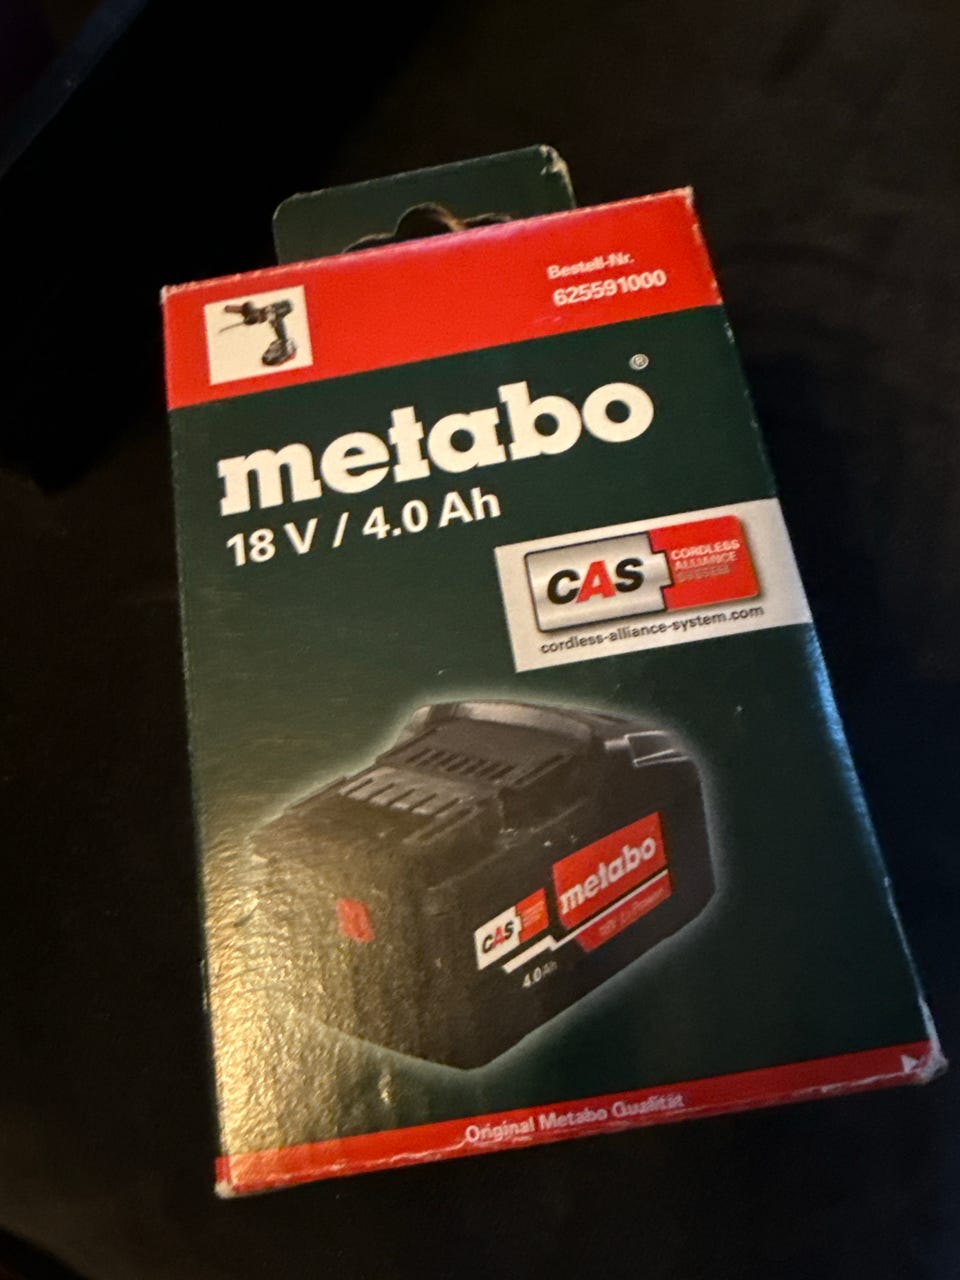 Bestell-Nr.
625591000
metabo®
18 V / 4.0 Ah
CAS
CORDLESS
ALLIANCE
SYSTEM
cordless-alliance-system.com
metabo
CAS
4.0 Ah
Original Metabo Qualität